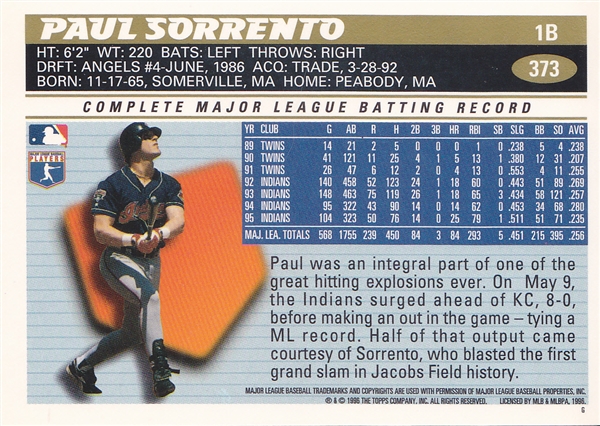 PAUL SORRENTO
1B
HT: 6'2" WT: 220 BATS: LEFT THROWS: RIGHT
DRFT: ANGELS #4-JUNE, 1986 ACQ: TRADE, 3-28-92
BORN: 11-17-65, SOMERVILLE, MA HOME: PEABODY, MA
373
COMPLETE MAJOR LEAGUE BATTING RECORD
PLAYERS
YR CLUB G AB R H 2B 3B HR RBI SB SLG BB SO AVG
89 TWINS 14 21 2 5 0 0 0 1 0 .238 5 4 .238
90 TWINS 41 121 11 25 4 1 5 13 1 .380 12 31 .207
91 TWINS 26 47 6 12 2 0 4 13 0 .553 4 11 .255
92 INDIANS 140 458 52 123 24 1 18 60 0 .443 51 89 .269
93 INDIANS 148 463 75 119 26 1 18 65 3 .434 58 121 .257
94 INDIANS 95 322 43 90 14 0 14 62 0 .453 34 68 .280
95 INDIANS 104 323 50 76 14 0 25 79 1 .511 51 71 .235
MAJ. LEA. TOTALS 568 1755 239 450 84 3 84 293 5 .451 215 395 .256
Paul was an integral part of one of the
great hitting explosions ever. On May 9,
the Indians surged ahead of KC, 8-0,
before making an out in the game – tying a
ML record. Half of that output came
courtesy of Sorrento, who blasted the first
grand slam in Jacobs Field history.
MAJOR LEAGUE BASEBALL TRADEMARKS AND COPYRIGHTS ARE USED WITH PERMISSION OF MAJOR LEAGUE BASEBALL PROPERTIES, INC.
® & © 1996 THE TOPPS COMPANY, INC. ALL RIGHTS RESERVED. LICENSED BY MLB & MLBPA, 1996.